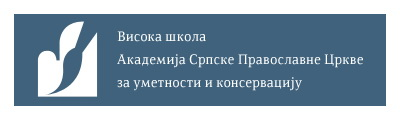 Висока школа
Академија Српске Православне Цркве
за уметности и консервацију